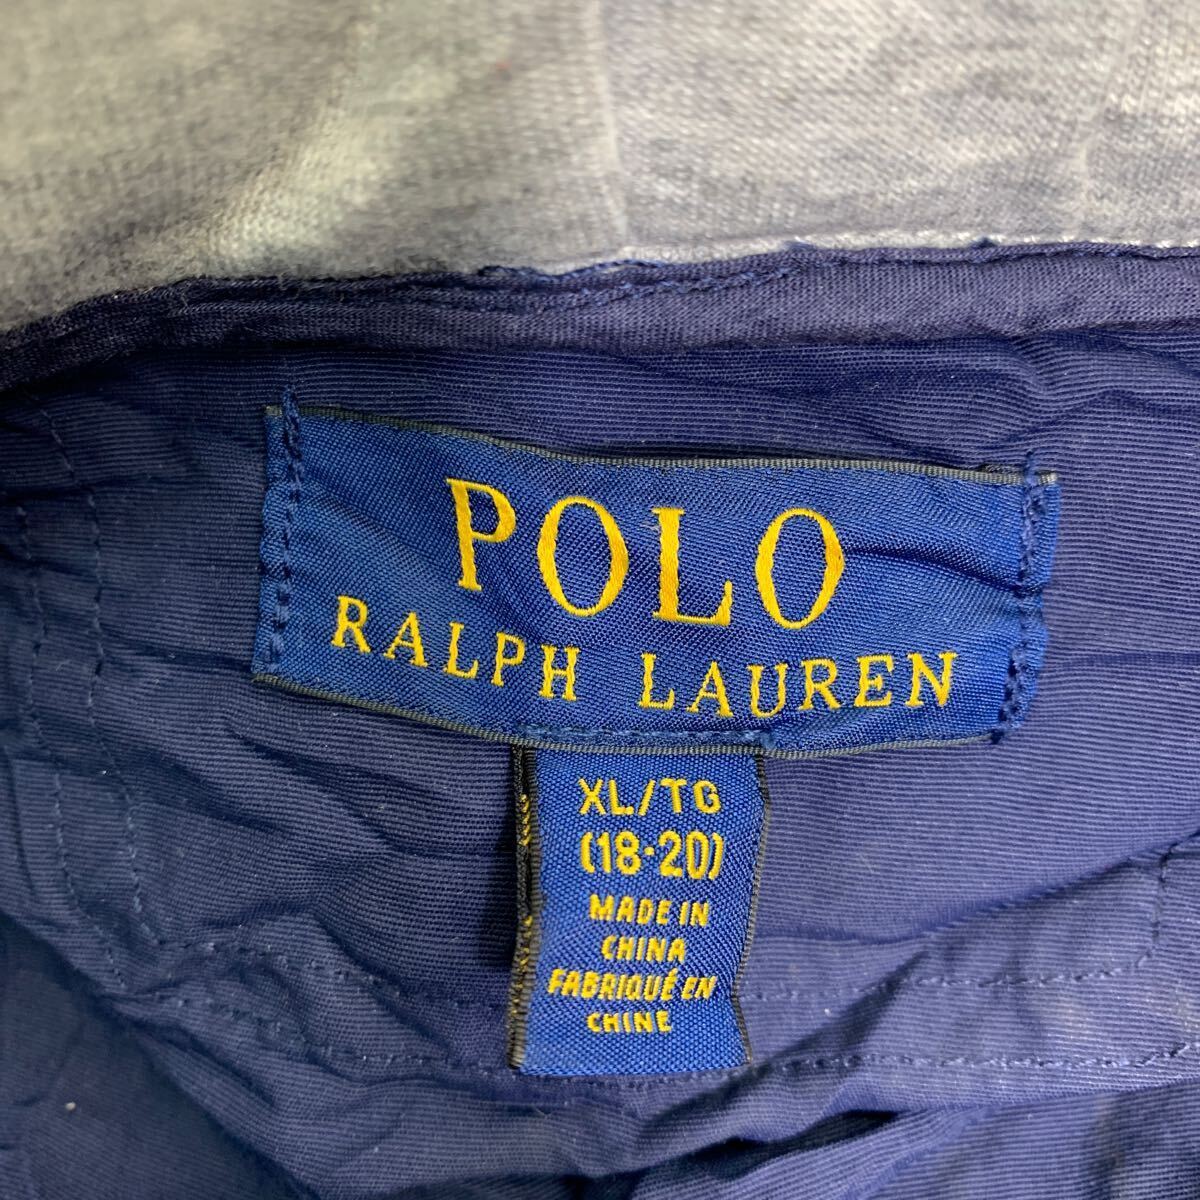 POLO
RALPH LAUREN
XL/TG
(18-20)
MADE IN
CHINA
FABRIQUÉ EN
CHINE